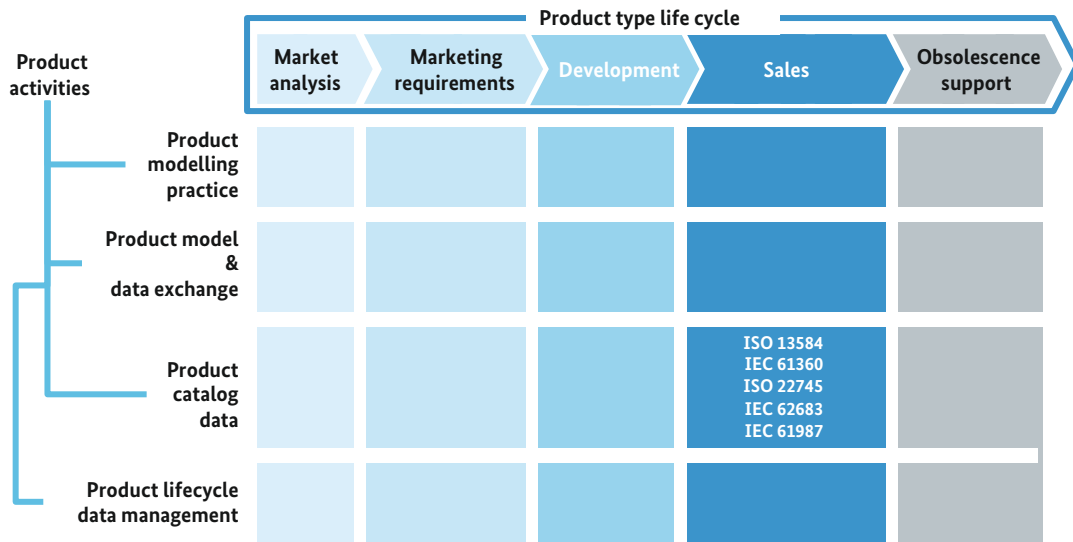 Product type life cycle
Product
activities
Market
analysis
Marketing
requirements
Development
Sales
Obsolescence
support
Product
modelling
practice
Product model
&
data exchange
Product
catalog
data
ISO 13584
IEC 61360
ISO 22745
IEC 62683
IEC 61987
Product lifecycle
data management